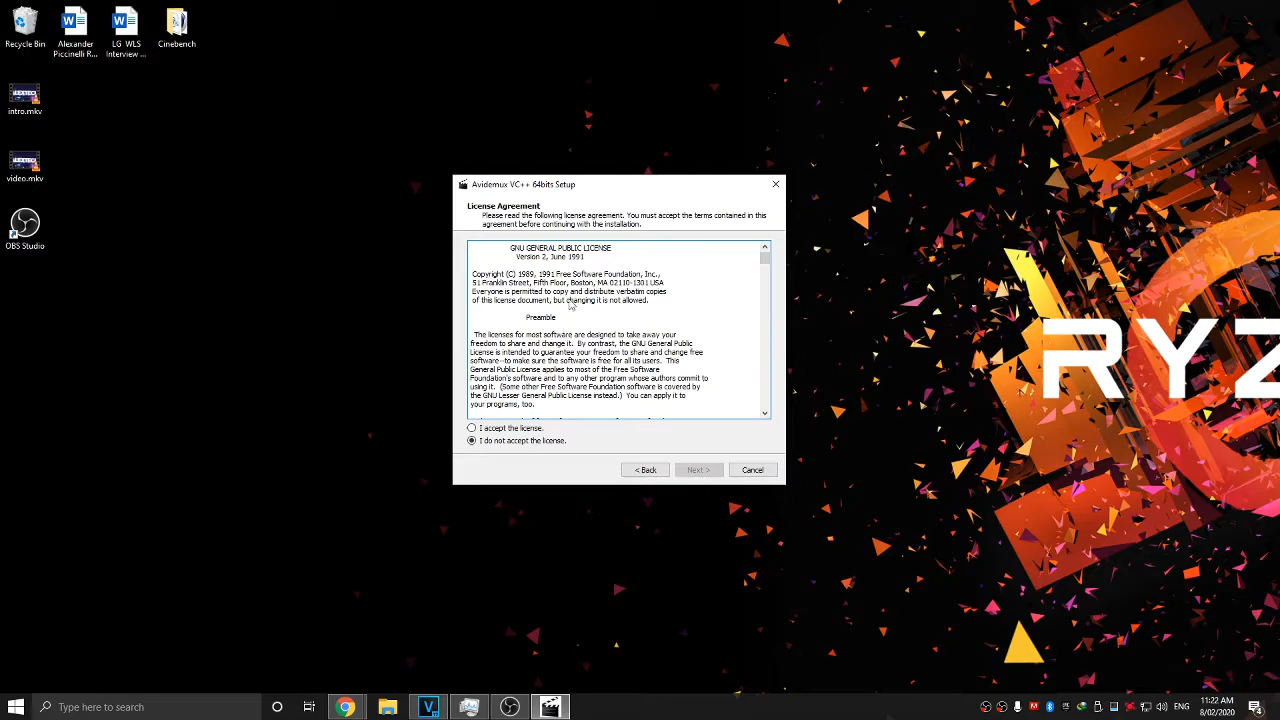 Recycle Bin
Alexander
Piccinelli R...
LG WLS
Interview ...
Cinebench
intro.mkv
video.mkv
OBS Studio
Avidemux VC++ 64bits Setup
License Agreement
Please read the following license agreement. You must accept the terms contained in this
agreement before continuing with the installation.
GNU GENERAL PUBLIC LICENSE
Version 2, June 1991
Copyright (C) 1989, 1991 Free Software Foundation, Inc.,
51 Franklin Street, Fifth Floor, Boston, MA 02110-1301 USA
Everyone is permitted to copy and distribute verbatim copies
of this license document, but changing it is not allowed.
Preamble
The licenses for most software are designed to take away your
freedom to share and change it. By contrast, the GNU General Public
License is intended to guarantee your freedom to share and change free
software--to make sure the software is free for all its users. This
General Public License applies to most of the Free Software
Foundation's software and to any other program whose authors commit to
using it. (Some other Free Software Foundation software is covered by
the GNU Lesser General Public License instead.) You can apply it to
your programs, too.
I accept the license.
I do not accept the license.
< Back
Next >
Cancel
RYZ
Type here to search
ENG
11:22 AM
8/02/2020